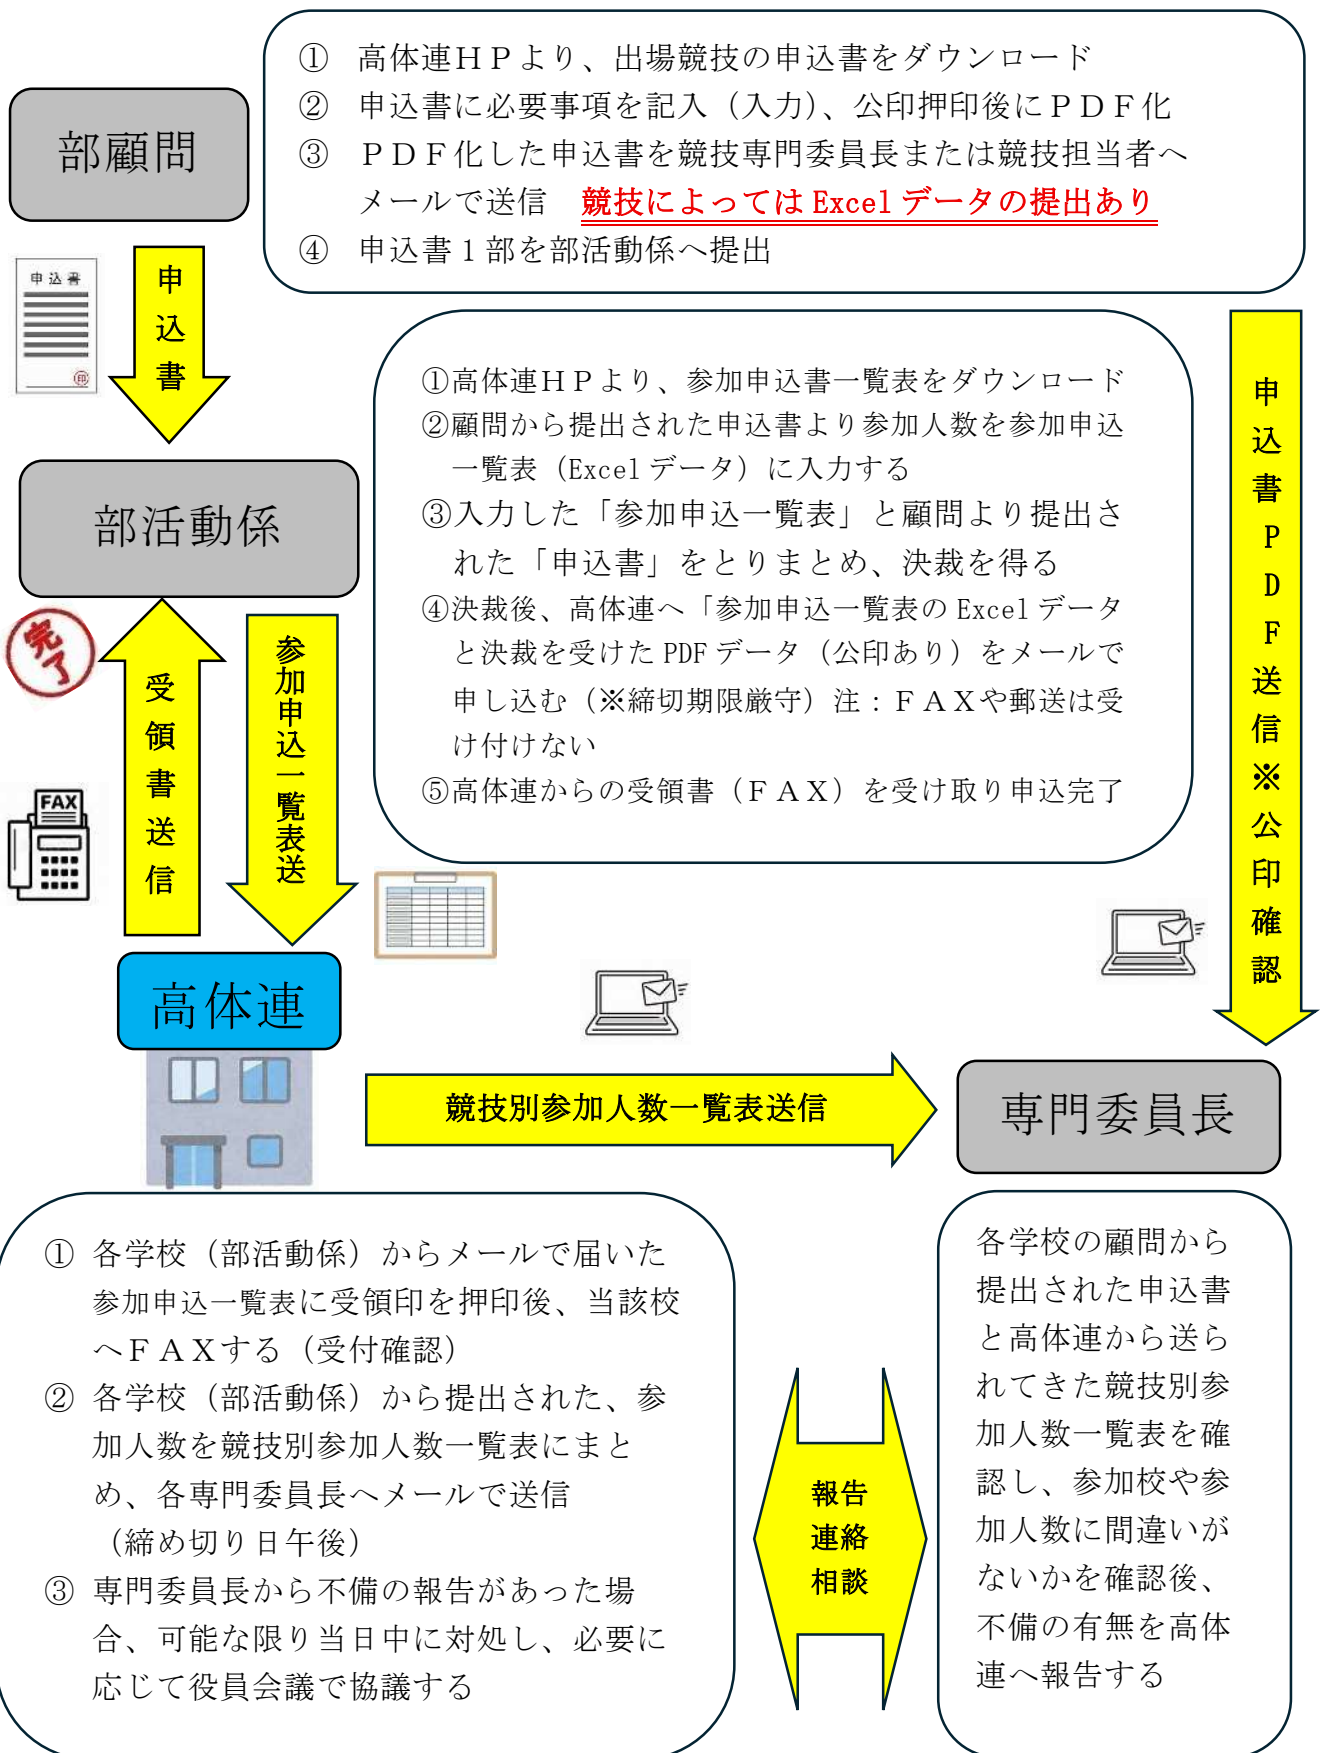 ① 高体連ＨＰより、出場競技の申込書をダウンロード
② 申込書に必要事項を記入（入力）、公印押印後にＰＤＦ化
③ ＰＤＦ化した申込書を競技専門委員長または競技担当者へ
メールで送信 競技によってはExcelデータの提出あり
④ 申込書１部を部活動係へ提出
部顧問
申込書
印
申込書
①高体連ＨＰより、参加申込書一覧表をダウンロード
②顧問から提出された申込書より参加人数を参加申込
一覧表（Excelデータ）に入力する
③入力した「参加申込一覧表」と顧問より提出さ
れた「申込書」をとりまとめ、決裁を得る
④決裁後、高体連へ「参加申込一覧表のExcelデータ
と決裁を受けたPDFデータ（公印あり）をメールで
申し込む（※締切期限厳守）注：ＦＡＸや郵送は受
け付けない
⑤高体連からの受領書（ＦＡＸ）を受け取り申込完了
部活動係
完了
受領書送信
参加申込一覧表送
FAX
申込書ＰＤＦ送信※公印確認
高体連
競技別参加人数一覧表送信
専門委員長
① 各学校（部活動係）からメールで届いた
参加申込一覧表に受領印を押印後、当該校
へＦＡＸする（受付確認）
② 各学校（部活動係）から提出された、参
加人数を競技別参加人数一覧表にまと
め、各専門委員長へメールで送信
（締め切り日午後）
③ 専門委員長から不備の報告があった場
合、可能な限り当日中に対処し、必要に
応じて役員会議で協議する
報告
連絡
相談
各学校の顧問から
提出された申込書
と高体連から送ら
れてきた競技別参
加人数一覧表を確
認し、参加校や参
加人数に間違いが
ないかを確認後、
不備の有無を高体
連へ報告する